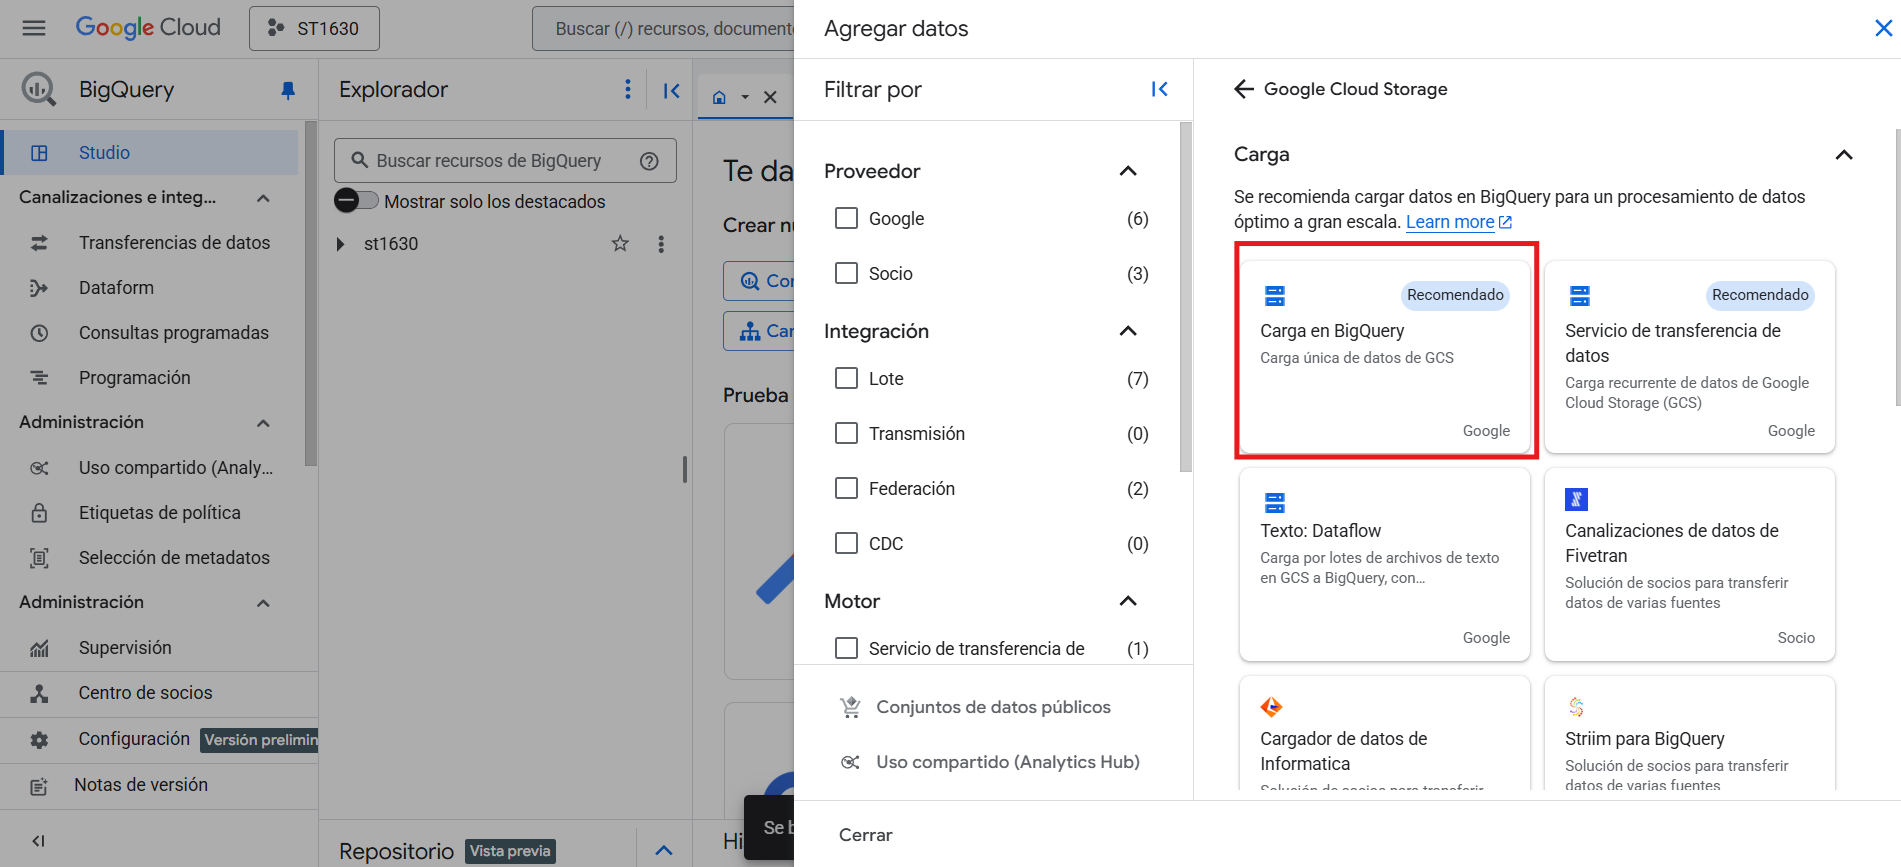 Google Cloud
ST1630
Buscar (/) recursos, document
BigQuery
Studio
Canalizaciones e integ...
Transferencias de datos
Dataform
Consultas programadas
Programación
Administración
Uso compartido (Analy...
Etiquetas de política
Selección de metadatos
Administración
Supervisión
Centro de socios
Configuración Versión prelimin
Notas de versión
Explorador
Buscar recursos de BigQuery
Mostrar solo los destacados
st1630
Repositorio Vista previa
Te da
Crear nu
Cor
Car
Prueba
Hi
Se b
Agregar datos
Filtrar por
Proveedor
Google (6)
Socio (3)
Integración
Lote (7)
Transmisión (0)
Federación (2)
CDC (0)
Motor
Servicio de transferencia de (1)
Conjuntos de datos públicos
Uso compartido (Analytics Hub)
Cerrar
Google Cloud Storage
Carga
Se recomienda cargar datos en BigQuery para un procesamiento de datos
óptimo a gran escala. Learn more
Recomendado
Carga en BigQuery
Carga única de datos de GCS
Google
Recomendado
Servicio de transferencia de
datos
Carga recurrente de datos de Google
Cloud Storage (GCS)
Google
Texto: Dataflow
Carga por lotes de archivos de texto
en GCS a BigQuery, con...
Google
Canalizaciones de datos de
Fivetran
Solución de socios para transferir
datos de varias fuentes
Socio
Cargador de datos de
Informatica
Solución de socios para transferir
Striim para BigQuery
Solución de socios para transferir
datos de varias fuentes